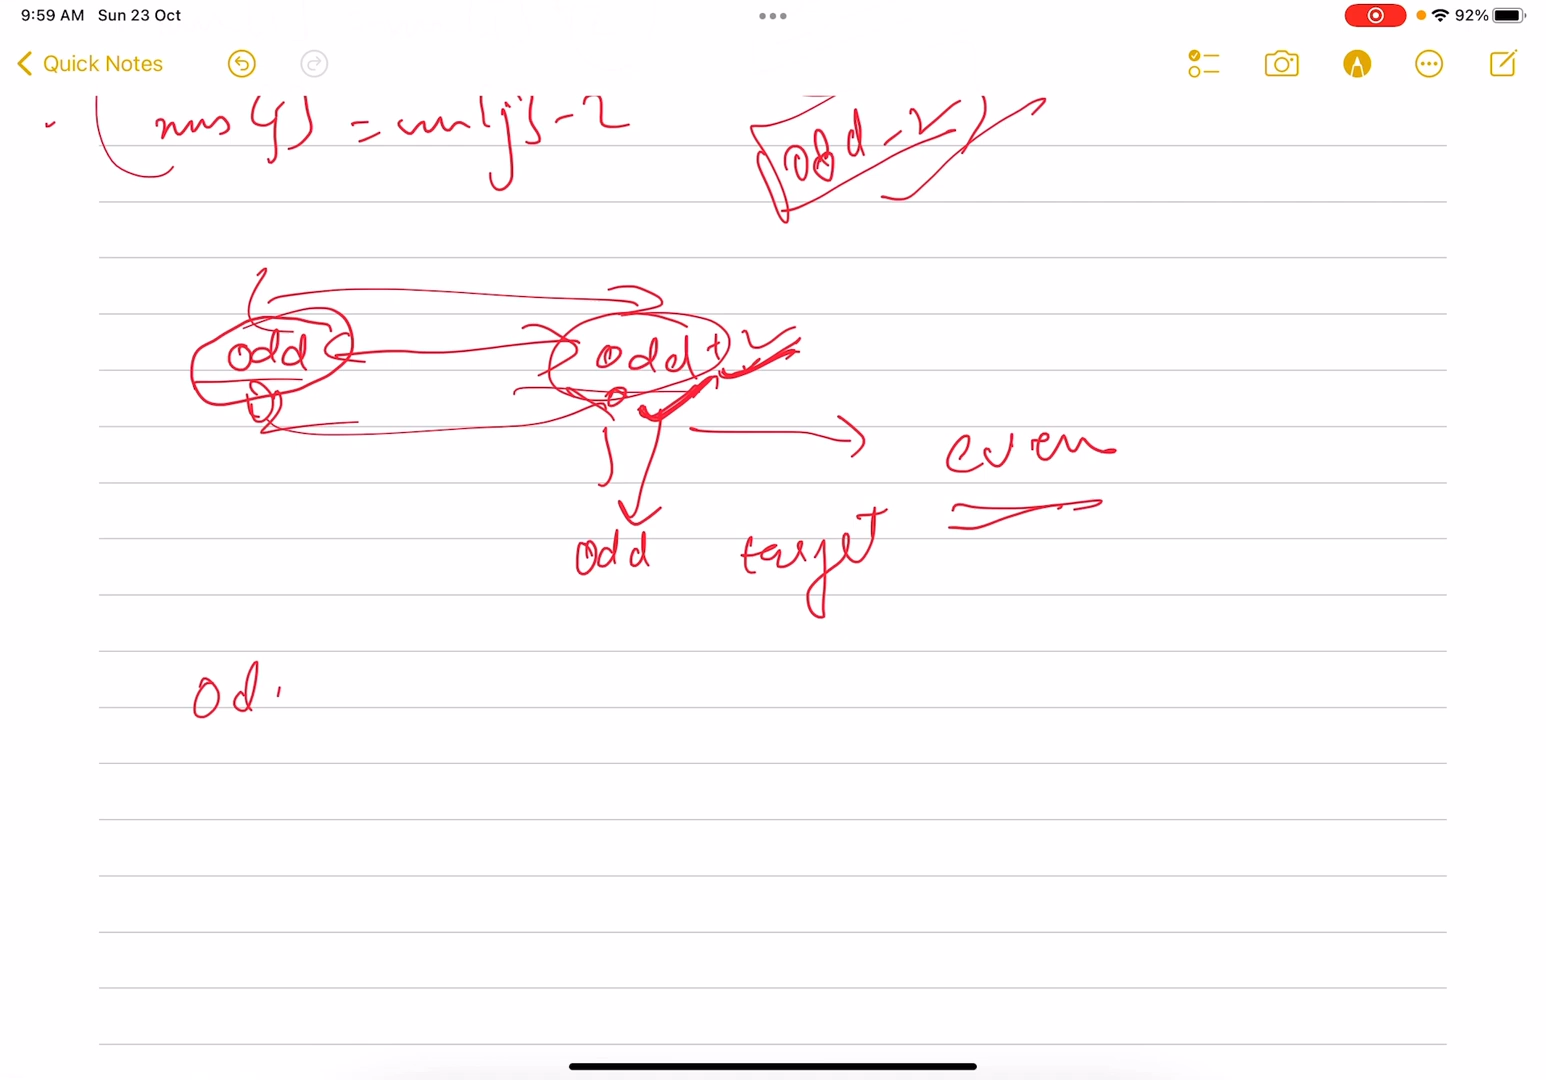 9:59 AM Sun 23 Oct
92%
Quick Notes
nums[j] = nums[j] - 2
odd - 2
odd
odd + 2
even
odd target
od